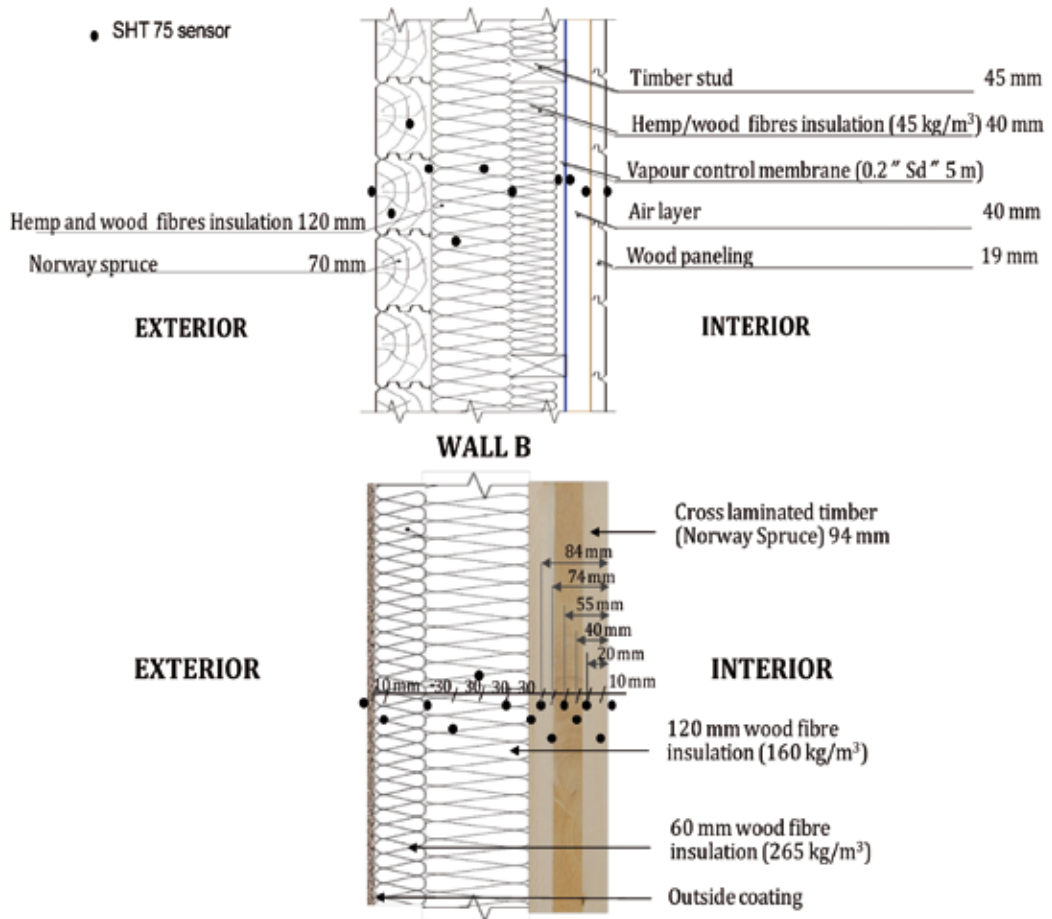 SHT 75 sensor
Timber stud 45 mm
Hemp/wood fibres insulation (45 kg/m³) 40 mm
Vapour control membrane (0.2 ″ Sd ″ 5 m)
Hemp and wood fibres insulation 120 mm
Air layer 40 mm
Norway spruce 70 mm
Wood paneling 19 mm
EXTERIOR
INTERIOR
WALL B
Cross laminated timber
(Norway Spruce) 94 mm
84 mm
74 mm
55 mm
40 mm
20 mm
EXTERIOR
INTERIOR
10 mm 30 30 30 30 10 mm
120 mm wood fibre
insulation (160 kg/m³)
60 mm wood fibre
insulation (265 kg/m³)
Outside coating